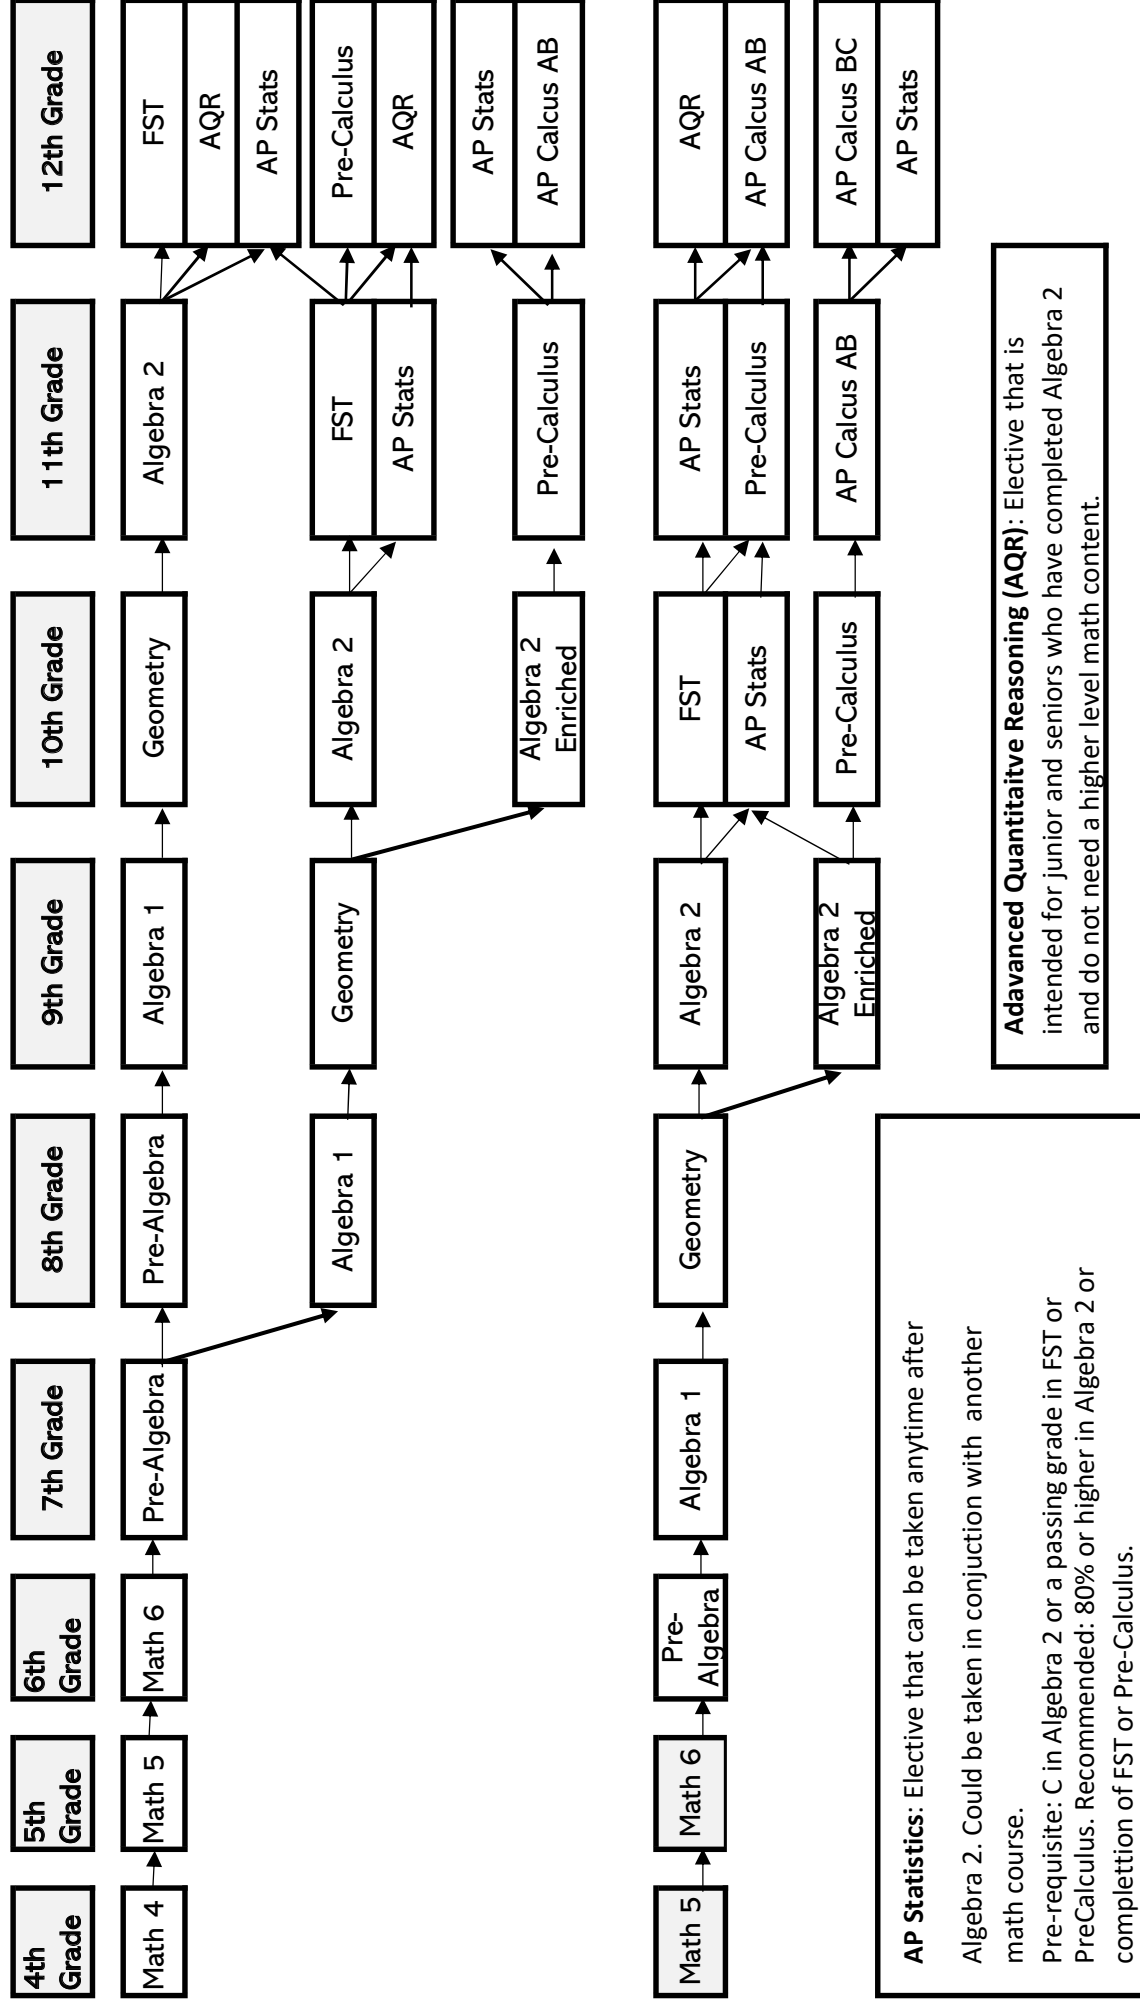 4th
Grade
5th
Grade
6th
Grade
7th Grade
8th Grade
9th Grade
10th Grade
11th Grade
12th Grade
Math 4
Math 5
Math 6
Pre-Algebra
Pre-Algebra
Algebra 1
Geometry
Algebra 2
FST
AQR
AP Stats
Algebra 1
Geometry
Algebra 2
FST
AP Stats
Pre-Calculus
AQR
Algebra 2
Enriched
Pre-Calculus
AP Stats
AP Calcus AB
Math 5
Math 6
Pre-
Algebra
Algebra 1
Geometry
Algebra 2
FST
AP Stats
AP Stats
Pre-Calculus
AQR
AP Calcus AB
Algebra 2
Enriched
Pre-Calculus
AP Calcus AB
AP Calcus BC
AP Stats
AP Statistics: Elective that can be taken anytime after
Algebra 2. Could be taken in conjuction with another
math course.
Pre-requisite: C in Algebra 2 or a passing grade in FST or
PreCalculus. Recommended: 80% or higher in Algebra 2 or
completion of FST or Pre-Calculus.
Adavanced Quantitaitve Reasoning (AQR): Elective that is
intended for junior and seniors who have completed Algebra 2
and do not need a higher level math content.